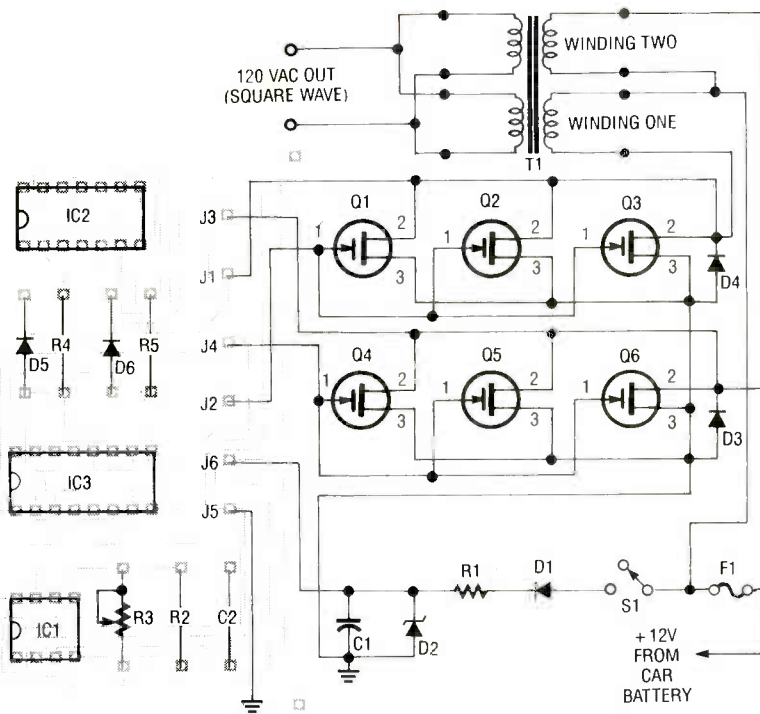 WINDING TWO
120 VAC OUT
(SQUARE WAVE)
WINDING ONE
T1
Q1
Q2
Q3
IC2
J3
1
2
1
2
1
2
3
3
3
J1
D4
J4
Q4
Q5
Q6
D5
R4
D6
R5
1
2
1
2
1
2
J2
3
3
3
D3
J6
IC3
J5
R1
D1
F1
S1
IC1
R3
R2
C2
C1
D2
+ 12V
FROM
CAR
BATTERY